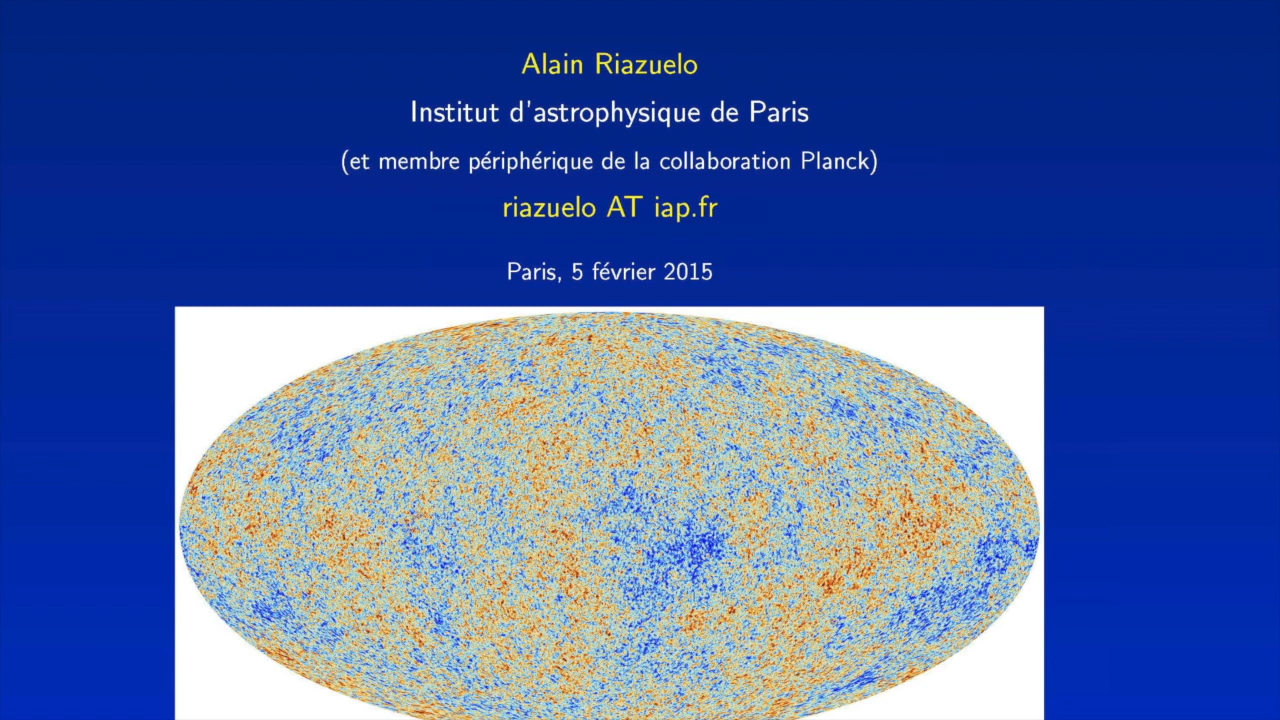 Alain Riazuelo
Institut d'astrophysique de Paris
(et membre périphérique de la collaboration Planck)
riazuelo AT iap.fr
Paris, 5 février 2015